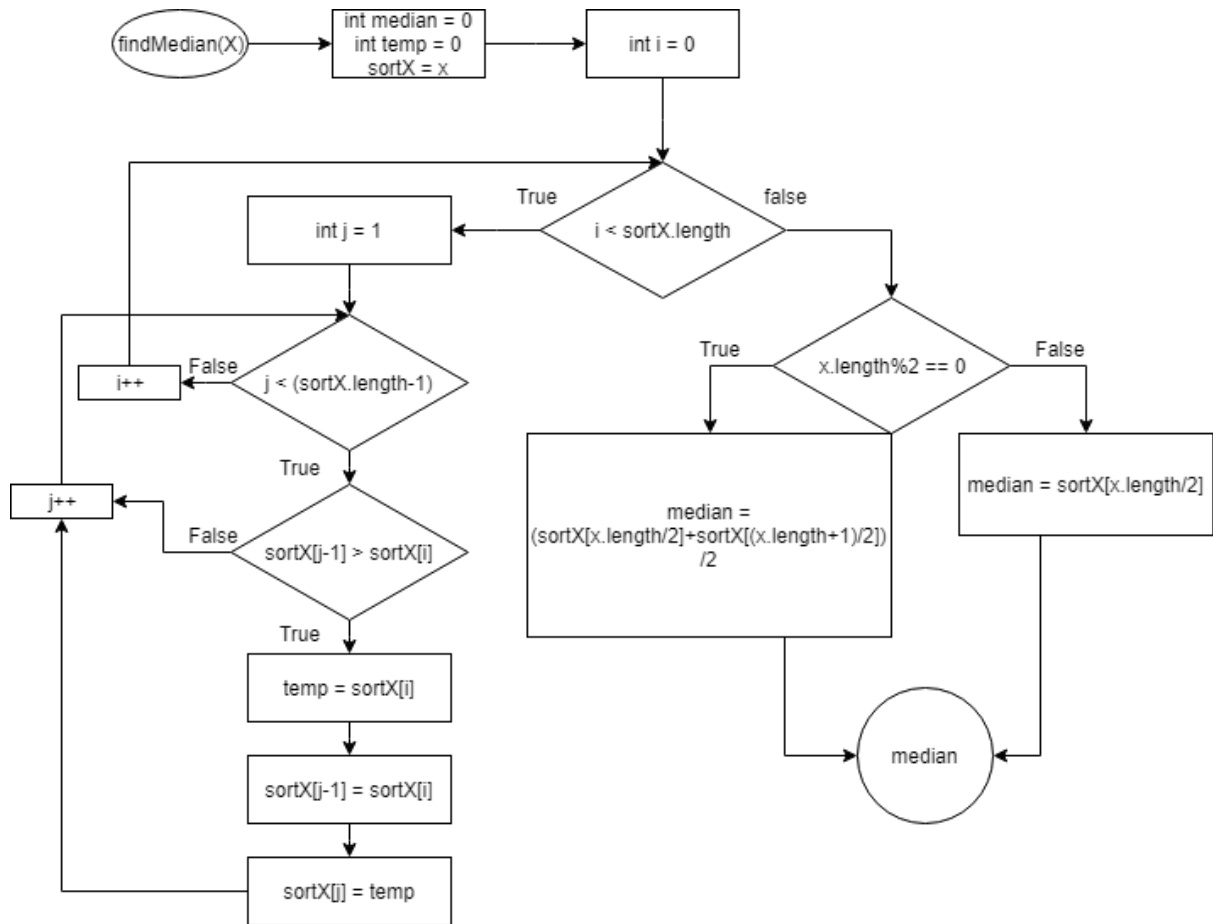 findMedian(X)
int median = 0
int temp = 0
sortX = x
int i = 0
True
i < sortX.length
false
int j = 1
i++
False
j < (sortX.length-1)
True
x.length%2 == 0
False
True
j++
False
sortX[j-1] > sortX[i]
True
median =
(sortX[x.length/2]+sortX[(x.length+1)/2])
/2
median = sortX[x.length/2]
temp = sortX[i]
sortX[j-1] = sortX[i]
sortX[j] = temp
median